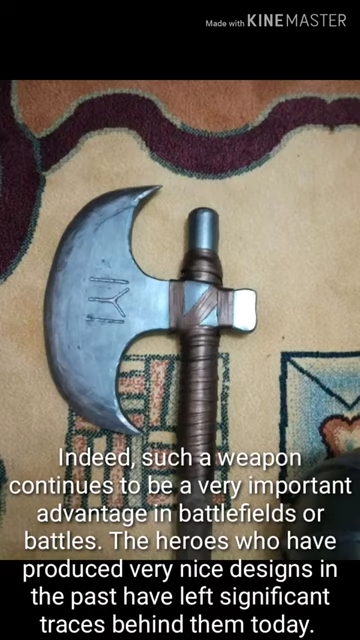 Made with KINEMASTER
Indeed, such a weapon
continues to be a very important
advantage in battlefields or
battles. The heroes who have
produced very nice designs in
the past have left significant
traces behind them today.